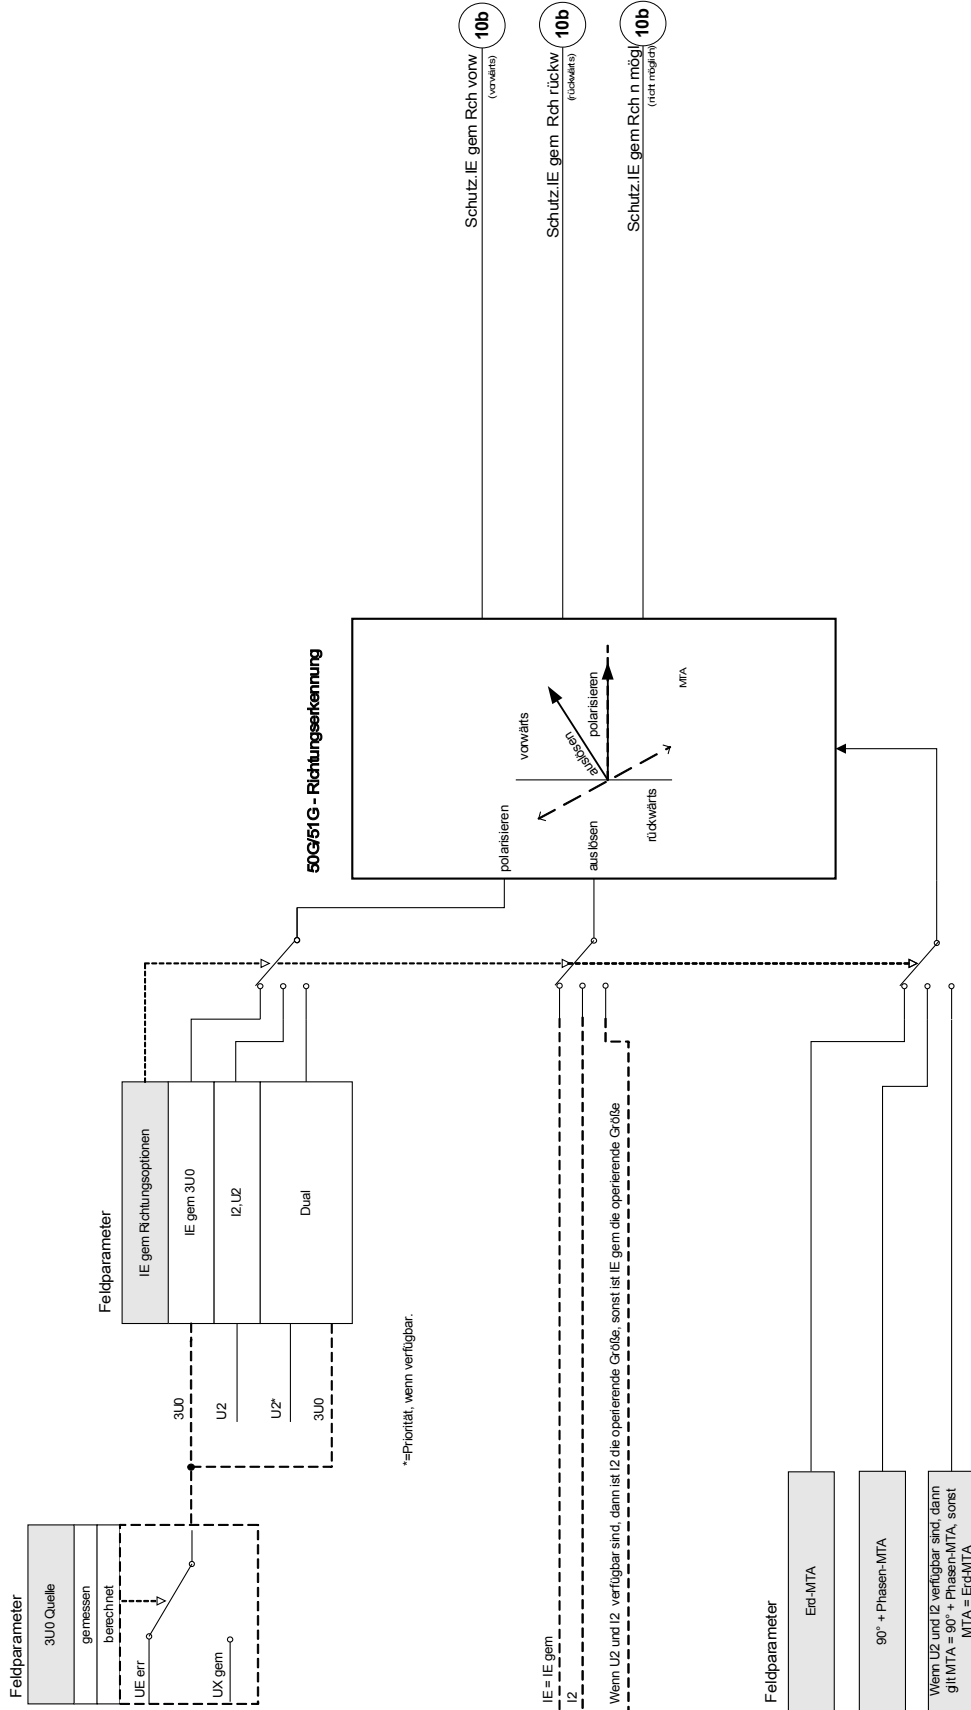 Feldparameter
3U0 Quelle
gemessen
berechnet
UE err
UX gem
Feldparameter
IE gem Richtungsoptionen
IE gem 3U0
I2,U2
Dual
3U0
U2
U2*
3U0
*=Priorität, wenn verfügbar.
IE = IE gem
I2
Wenn U2 und I2 verfügbar sind, dann ist I2 die operierende Größe, sonst ist IE gem die operierende Größe
Feldparameter
Erd-MTA
90° + Phasen-MTA
Wenn U2 und I2 verfügbar sind, dann
gilt MTA = 90° + Phasen-MTA, sonst
MTA = Erd-MTA
50G/51G - Richtungserkennung
polarisieren
auslösen
vorwärts
auslösen
polarisieren
rückwärts
MTA
Schutz.IE gem Rch vorw
(vorwärts)
10b
Schutz.IE gem Rch rückw
(rückwärts)
10b
Schutz.IE gem Rch n mögl
(nicht möglich)
10b